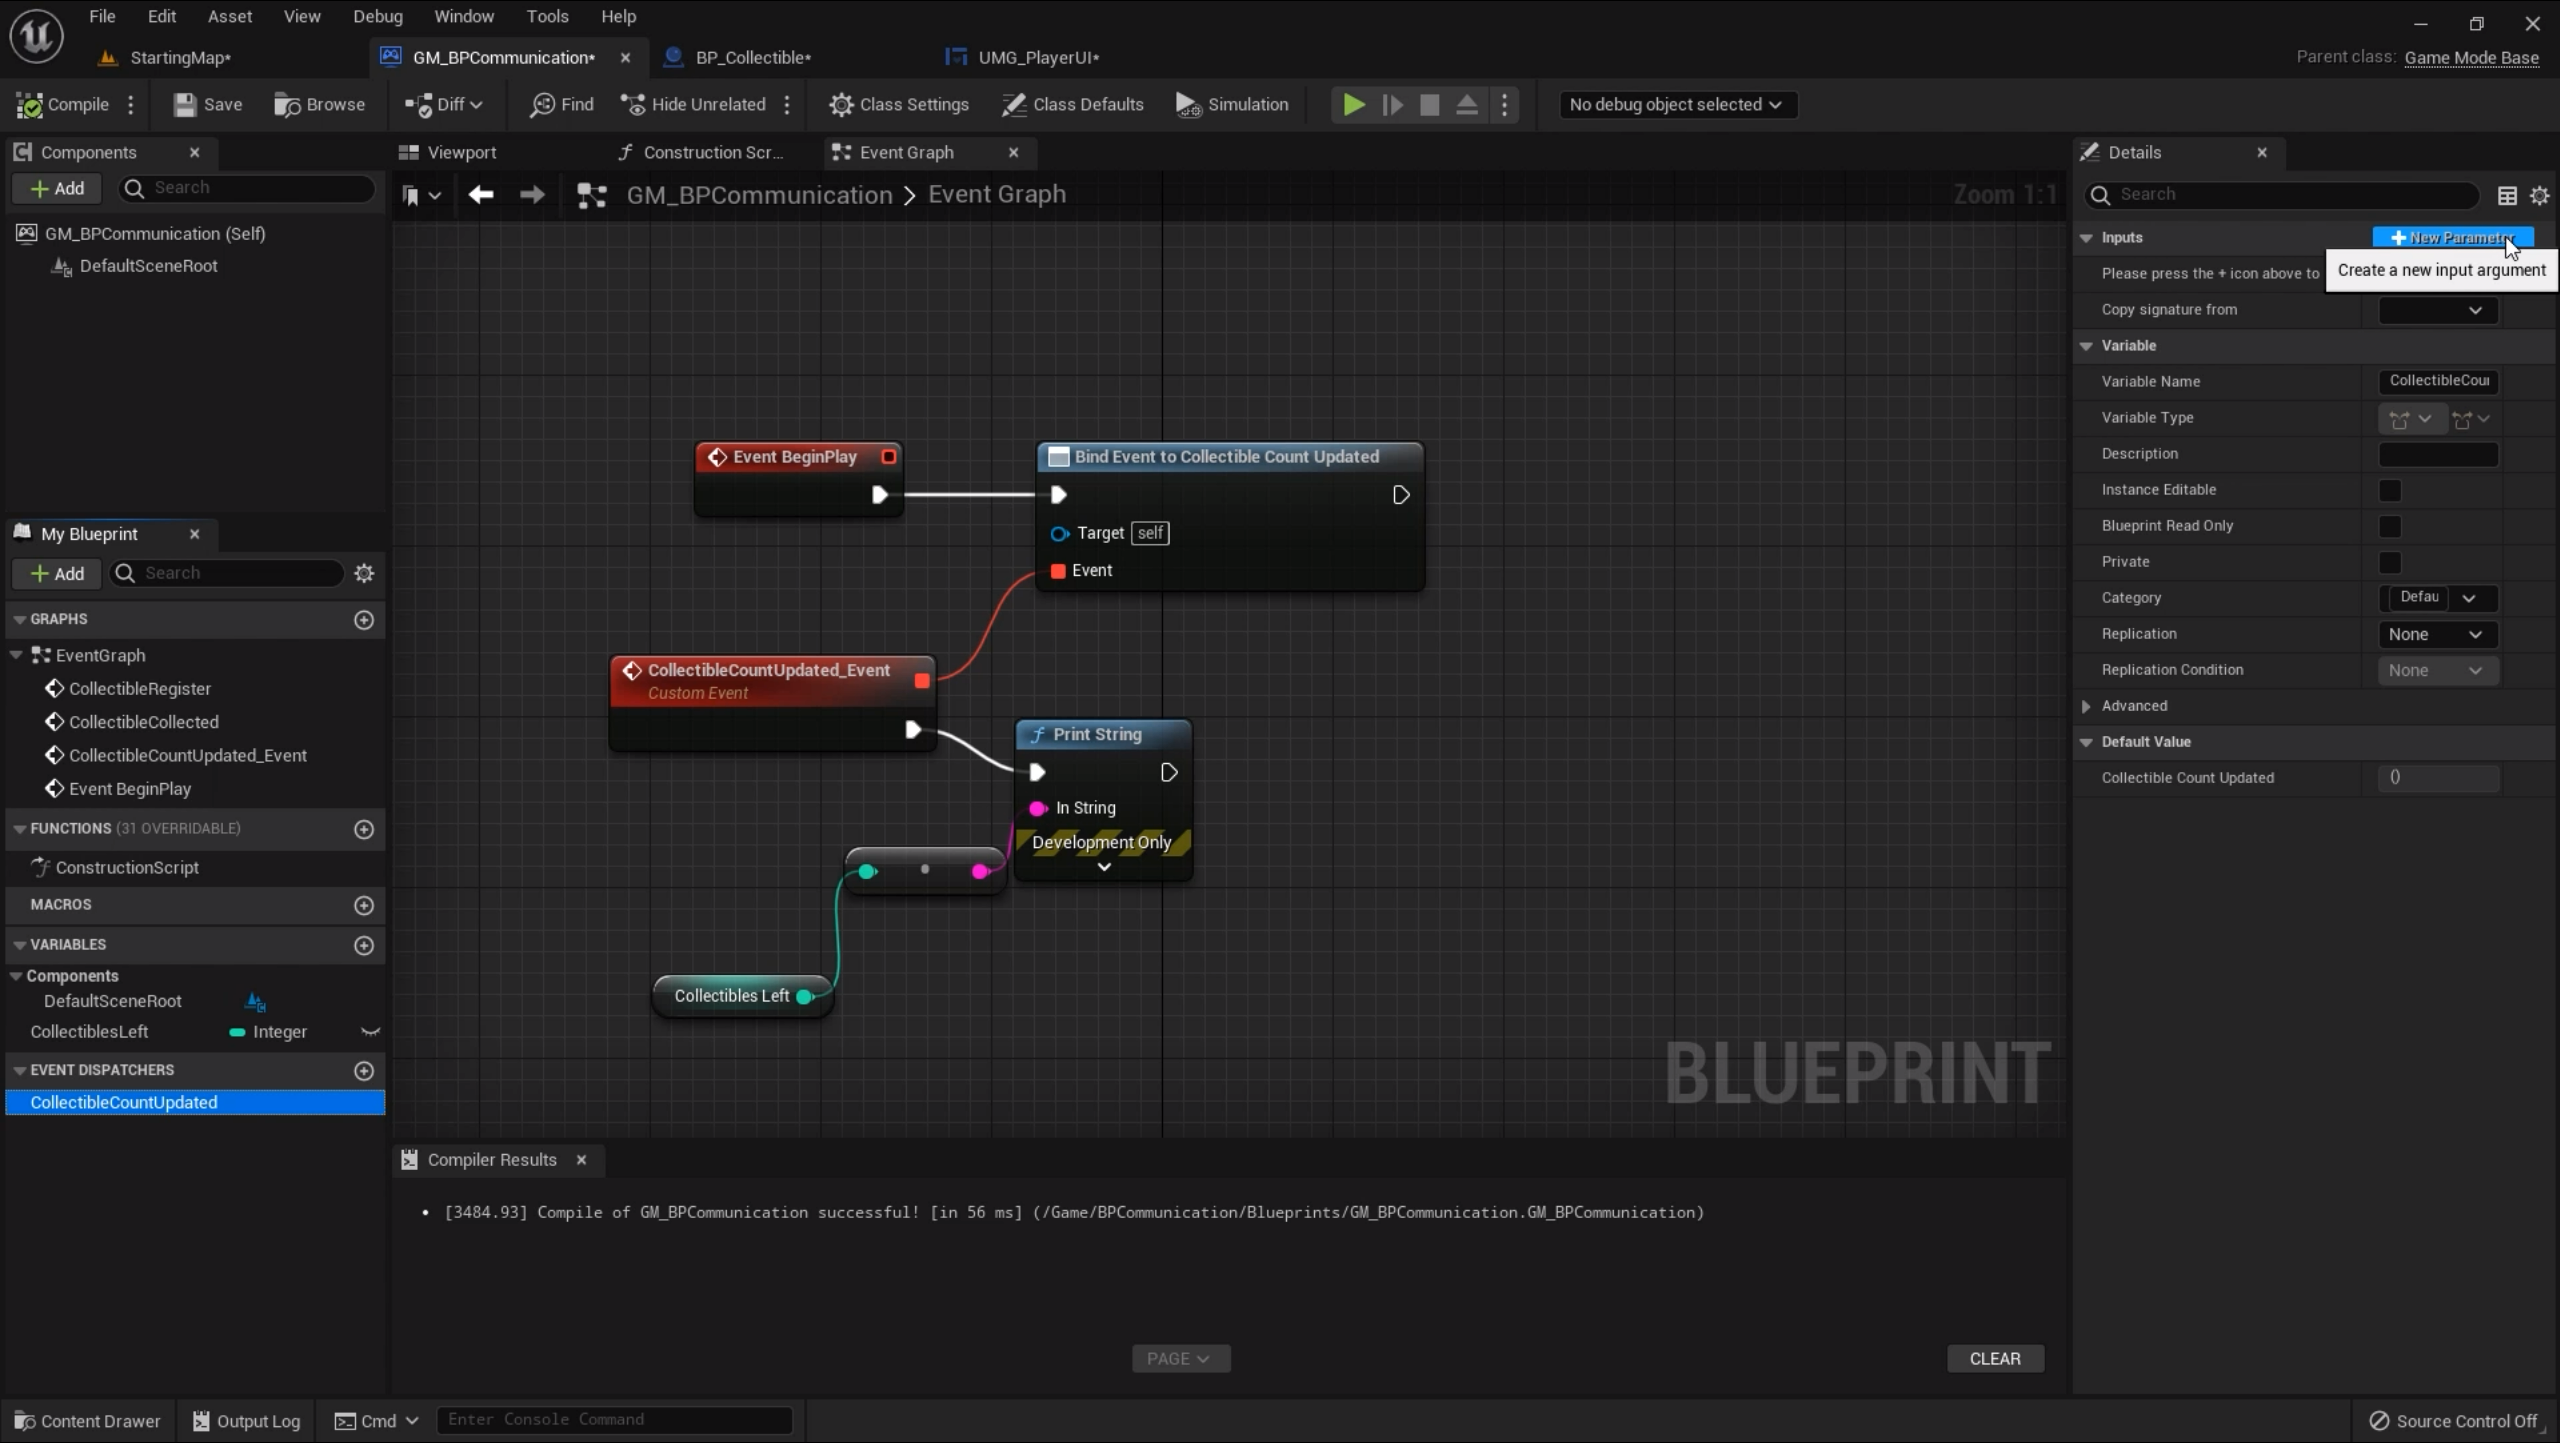 File Edit Asset View Debug Window Tools Help
StartingMap* GM_BPCommunication* BP_Collectible* UMG_PlayerUI*
Parent class: Game Mode Base
Compile Save Browse Diff Find Hide Unrelated Class Settings Class Defaults Simulation No debug object selected
Components
Add Search
GM_BPCommunication (Self)
DefaultSceneRoot
My Blueprint
Add Search
GRAPHS
EventGraph
CollectibleRegister
CollectibleCollected
CollectibleCountUpdated_Event
Event BeginPlay
FUNCTIONS (31 OVERRIDABLE)
ConstructionScript
MACROS
VARIABLES
Components
DefaultSceneRoot
CollectiblesLeft Integer
EVENT DISPATCHERS
CollectibleCountUpdated
Viewport Construction Scr... Event Graph
GM_BPCommunication > Event Graph
Zoom 1:1
Event BeginPlay
Bind Event to Collectible Count Updated
Target self
Event
CollectibleCountUpdated_Event
Custom Event
Print String
In String
Development Only
Collectibles Left
BLUEPRINT
Compiler Results
• [3484.93] Compile of GM_BPCommunication successful! [in 56 ms] (/Game/BPCommunication/Blueprints/GM_BPCommunication.GM_BPCommunication)
PAGE
CLEAR
Details
Search
Inputs New Parameter
Please press the + icon above to
Create a new input argument
Copy signature from
Variable
Variable Name CollectibleCou
Variable Type
Description
Instance Editable
Blueprint Read Only
Private
Category Defau
Replication None
Replication Condition None
Advanced
Default Value
Collectible Count Updated ()
Content Drawer Output Log Cmd Enter Console Command
Source Control Off